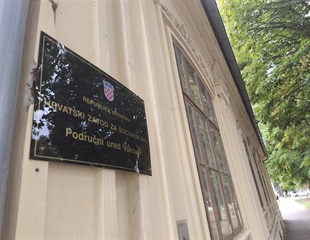 REPUBLIKA HRVATSKA
HRVATSKI ZAVOD ZA
Područni ured